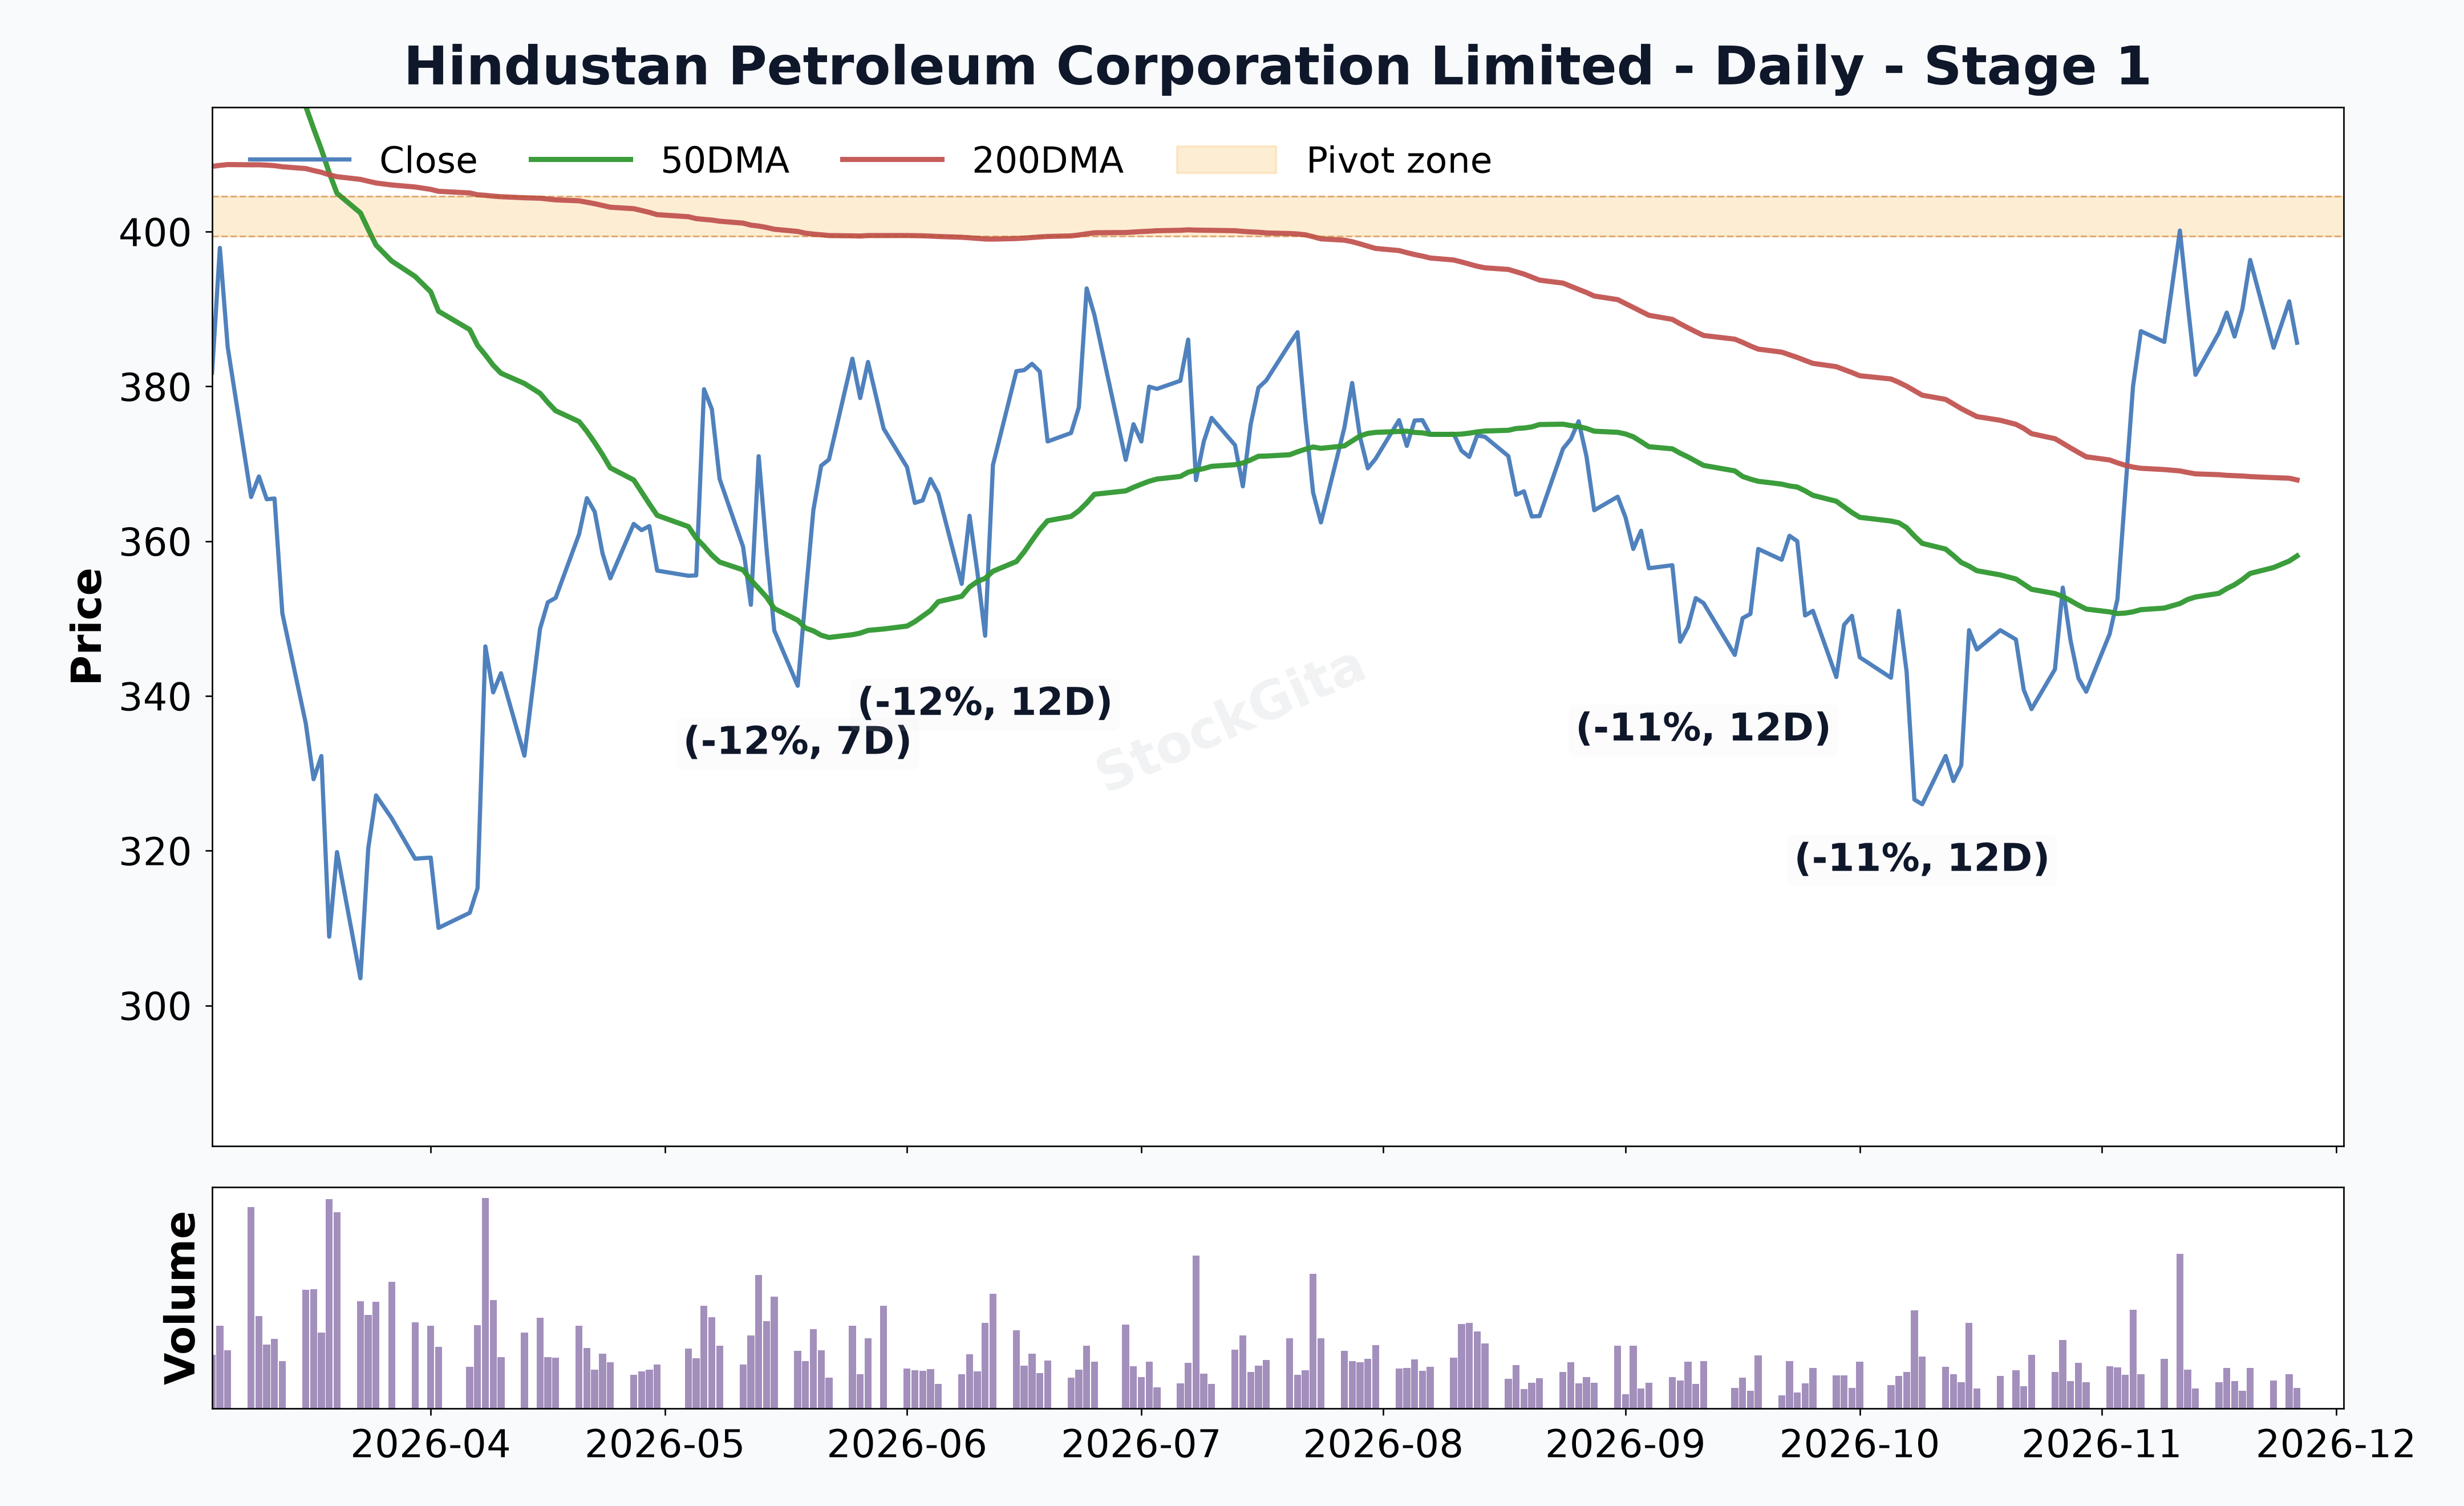 Hindustan Petroleum Corporation Limited - Daily - Stage 1
Close 50DMA 200DMA Pivot zone
Price
400
380
360
340
320
300
(-12%, 7D)
(-12%, 12D)
(-11%, 12D)
(-11%, 12D)
StockGita
Volume
2026-04 2026-05 2026-06 2026-07 2026-08 2026-09 2026-10 2026-11 2026-12